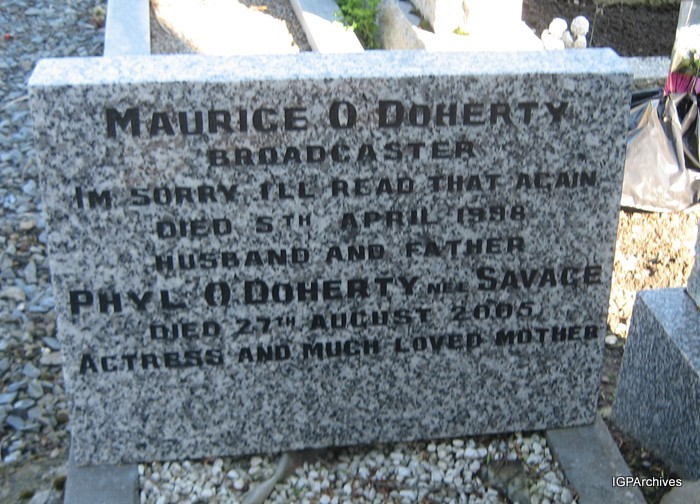 MAURICE O'DOHERTY
BROADCASTER
IM SORRY, I'LL READ THAT AGAIN
DIED 5TH APRIL 1998
HUSBAND AND FATHER
PHYL O'DOHERTY NEE SAVAGE
DIED 27TH AUGUST 2005
ACTRESS AND MUCH LOVED MOTHER
IGPArchives